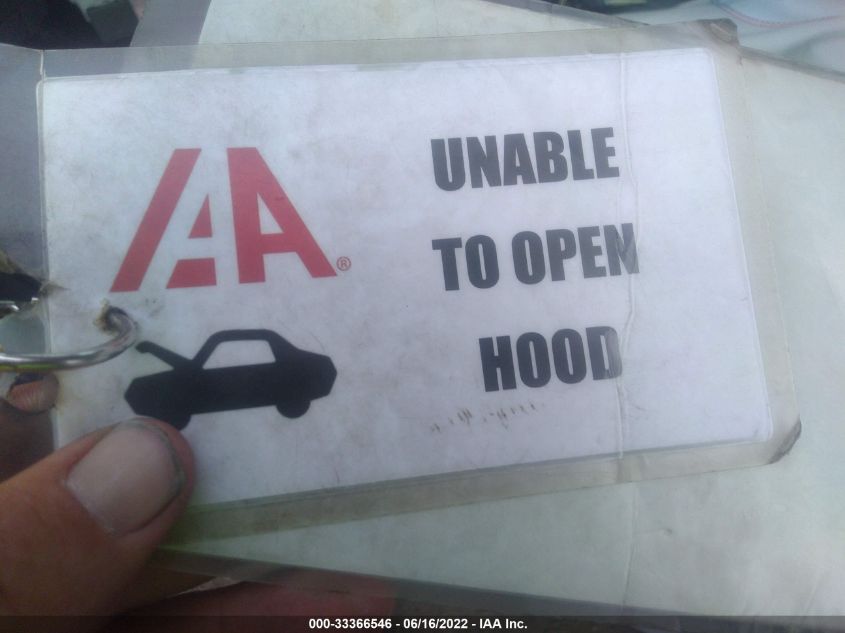 IAA®
UNABLE
TO OPEN
HOOD
000-33366546 - 06/16/2022 - IAA Inc.